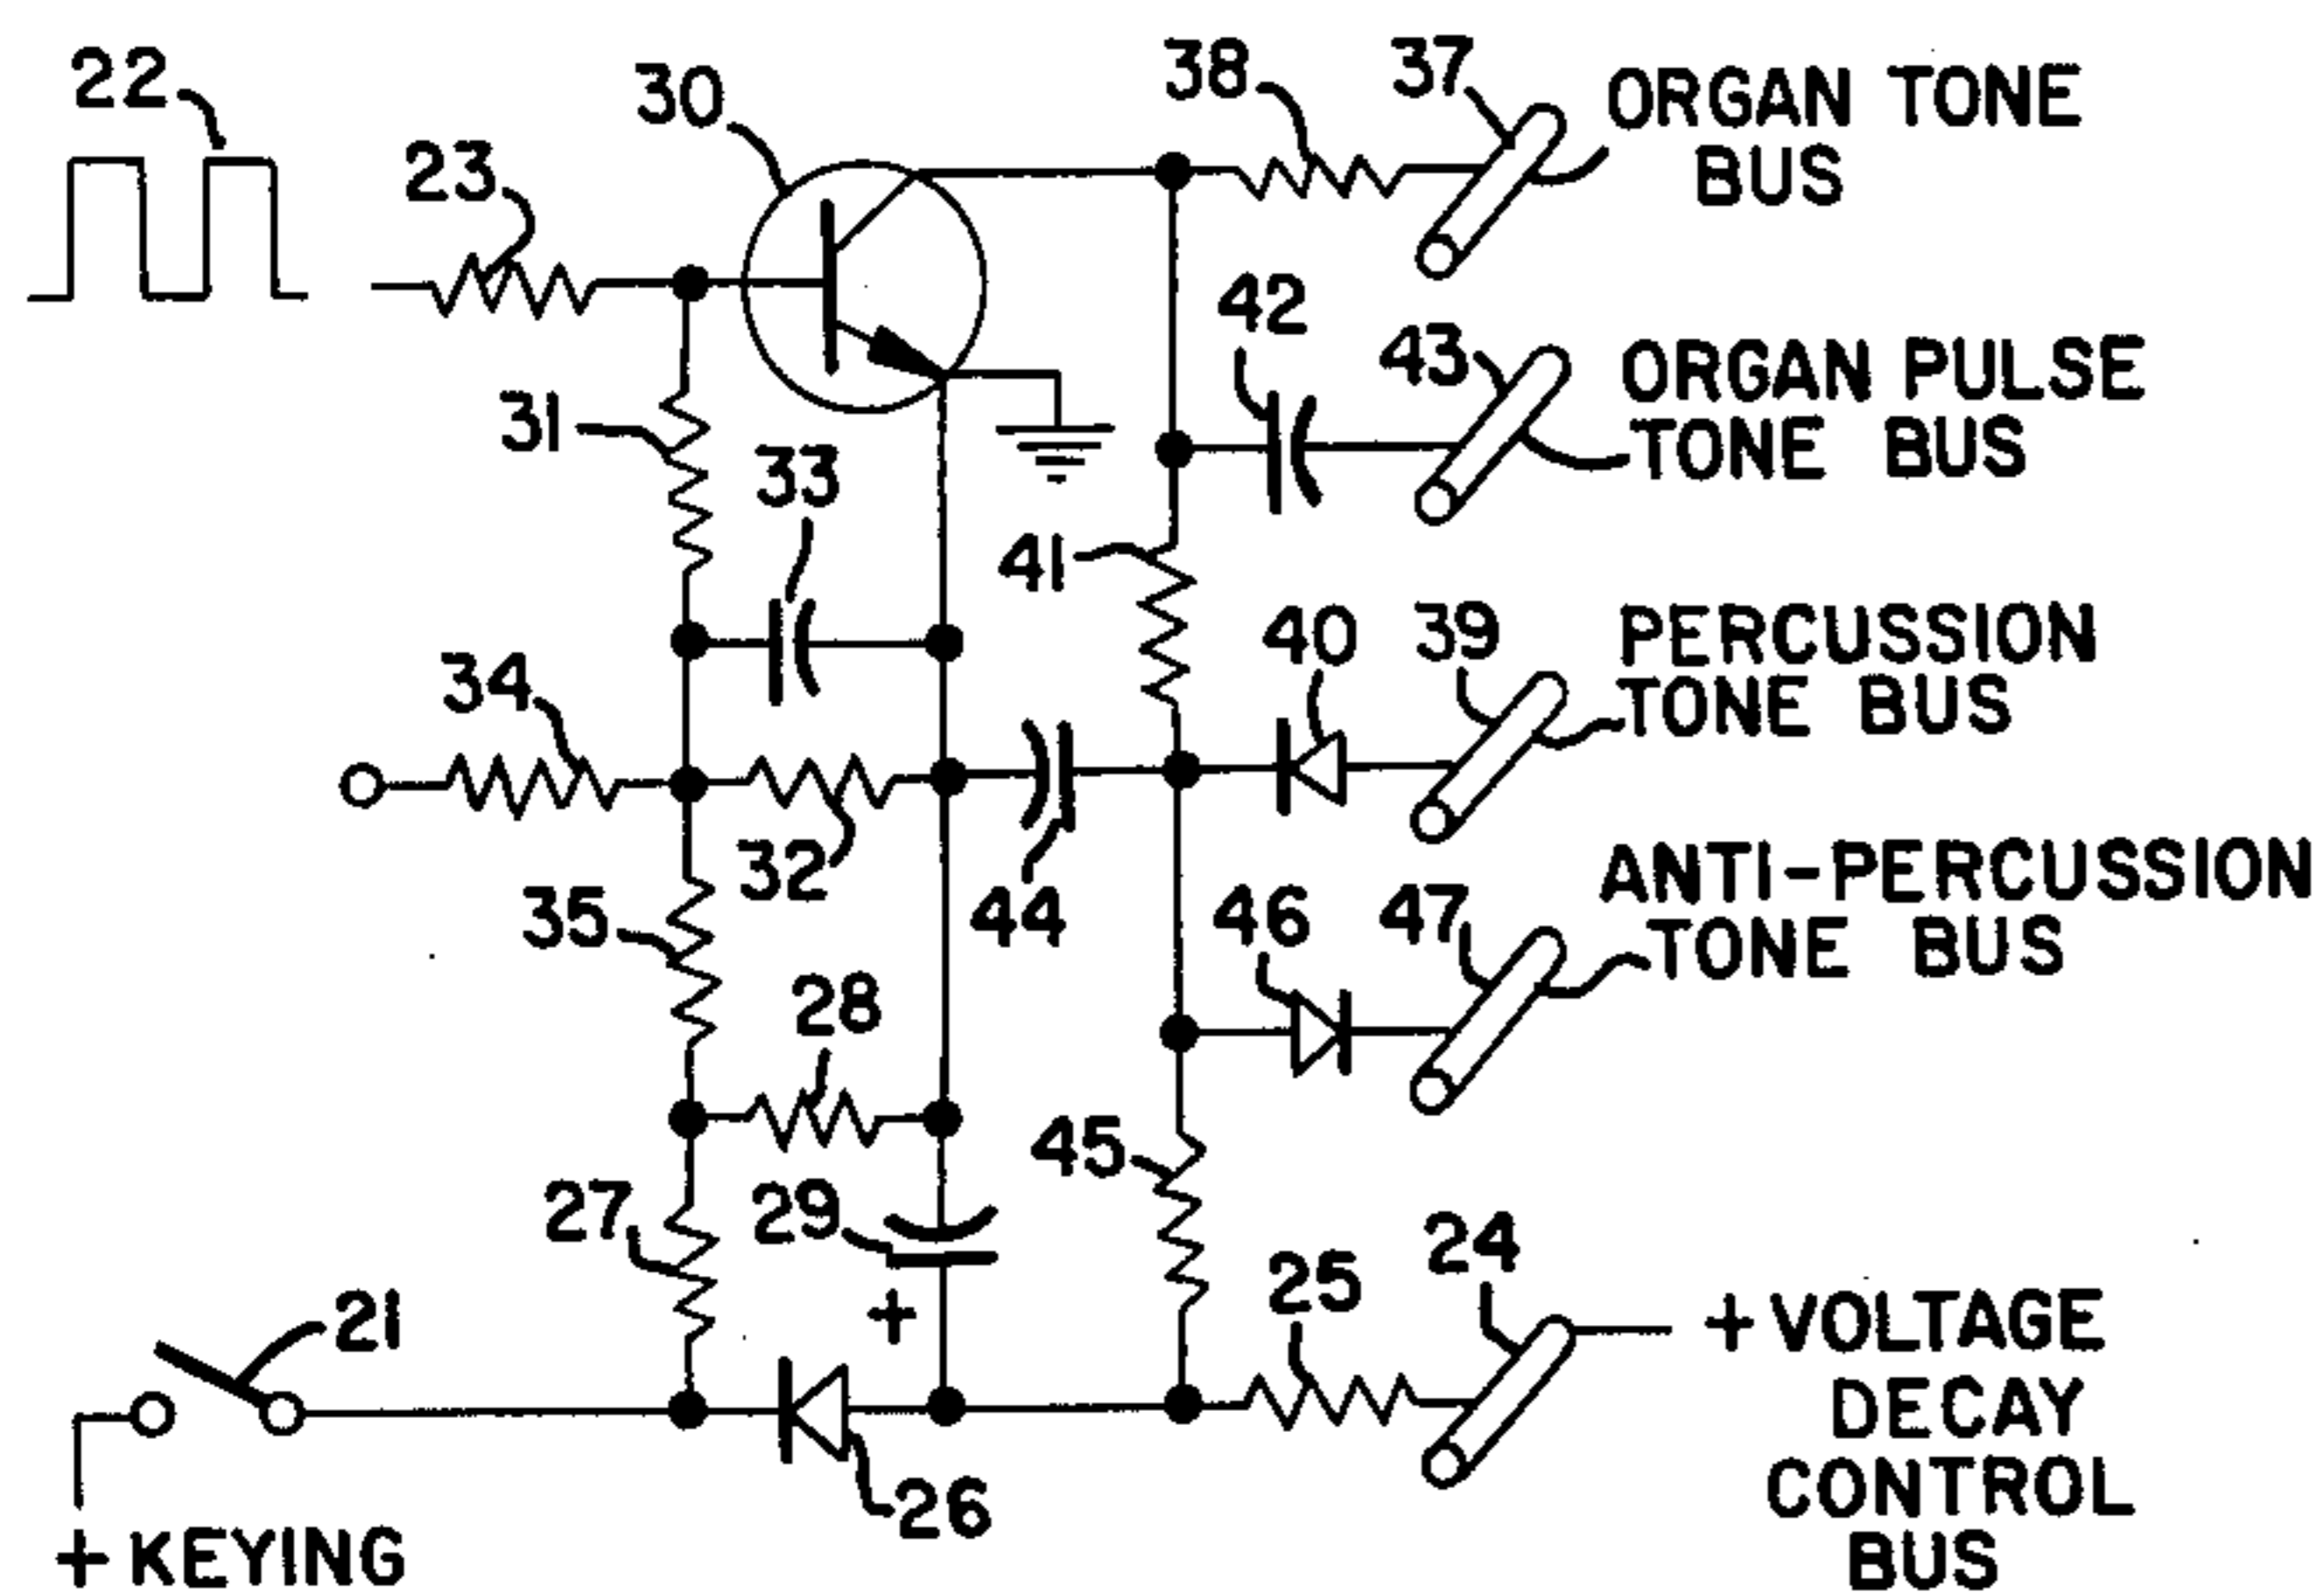 22
23
30
38
37
ORGAN TONE
BUS
42
43
ORGAN PULSE
TONE BUS
31
33
41
40
39
PERCUSSION
TONE BUS
34
32
44
35
28
46
47
ANTI-PERCUSSION
TONE BUS
27
29
+
45
25
24
+ VOLTAGE
DECAY
CONTROL
BUS
21
26
+ KEYING